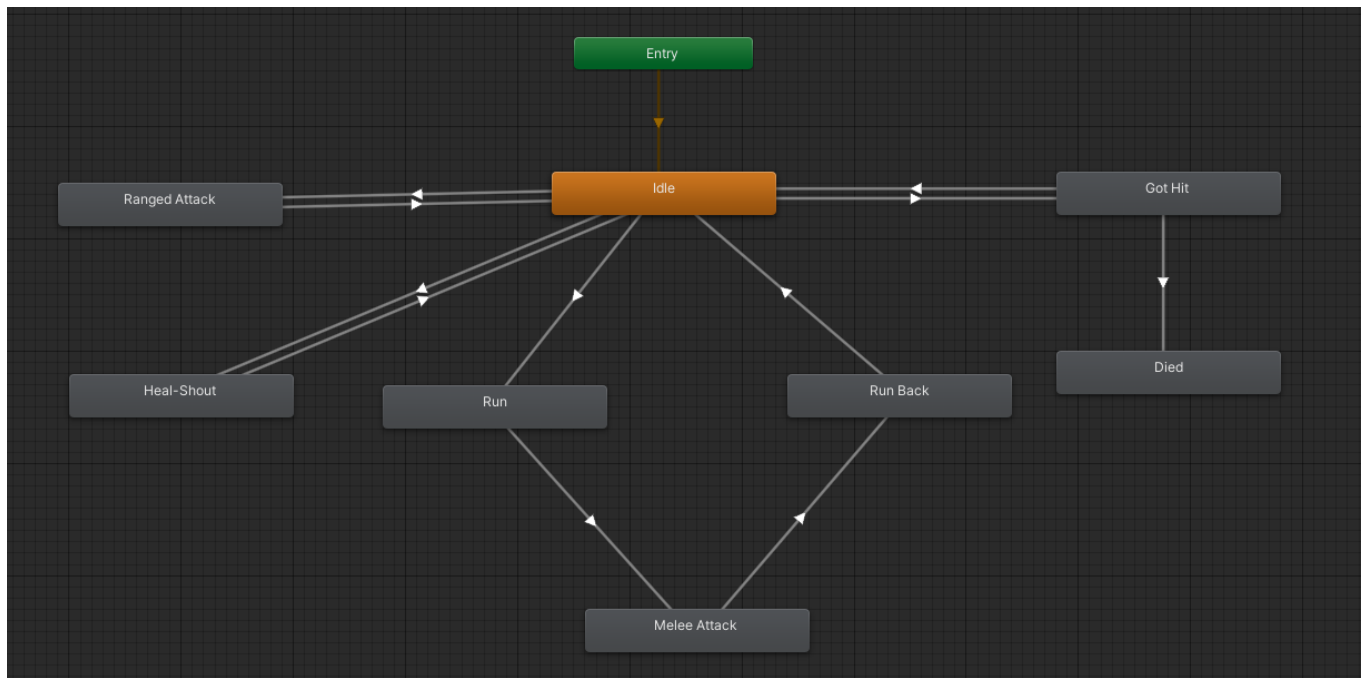 Entry
Ranged Attack
Idle
Got Hit
Heal-Shout
Run
Run Back
Died
Melee Attack